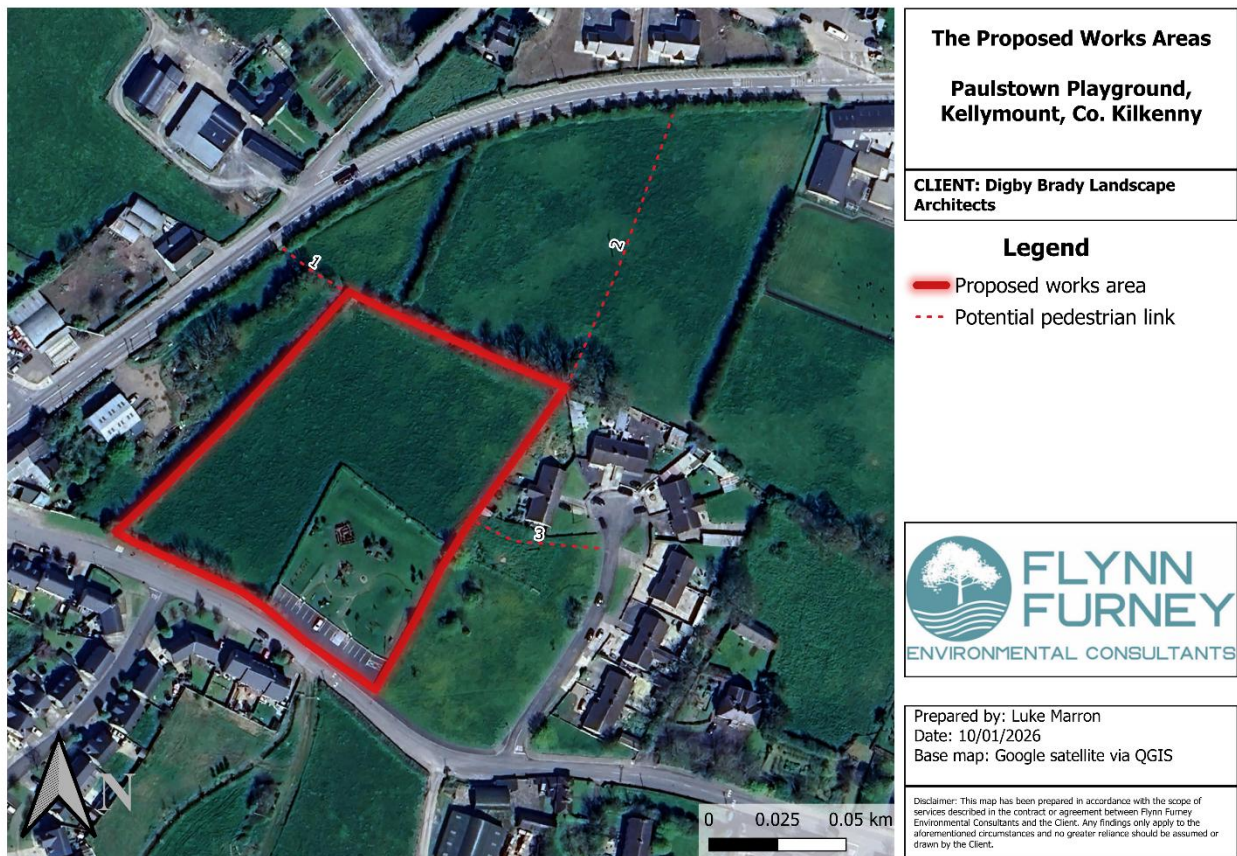 The Proposed Works Areas
Paulstown Playground,
Kellymount, Co. Kilkenny
CLIENT: Digby Brady Landscape
Architects
Legend
Proposed works area
Potential pedestrian link
1
2
3
N
0 0.025 0.05 km
FLYNN
FURNEY
ENVIRONMENTAL CONSULTANTS
Prepared by: Luke Marron
Date: 10/01/2026
Base map: Google satellite via QGIS
Disclaimer: This map has been prepared in accordance with the scope of
services described in the contract or agreement between Flynn Furney
Environmental Consultants and the Client. Any findings only apply to the
aforementioned circumstances and no greater reliance should be assumed or
drawn by the Client.